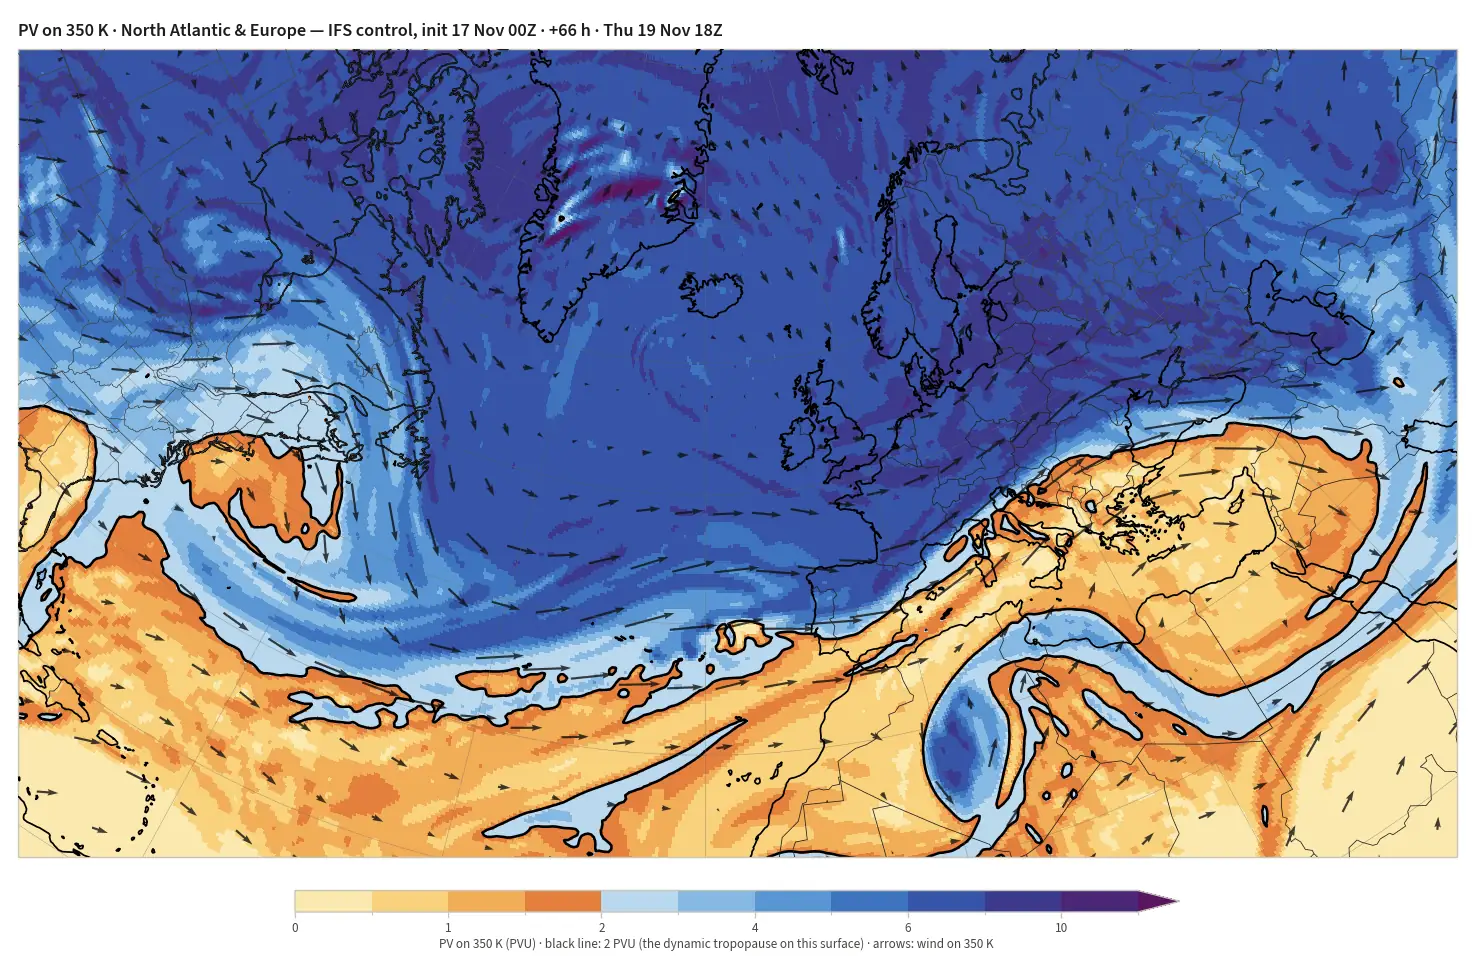 PV on 350 K · North Atlantic & Europe — IFS control, init 17 Nov 00Z · +66 h · Thu 19 Nov 18Z
0 1 2 4 6 10
PV on 350 K (PVU) · black line: 2 PVU (the dynamic tropopause on this surface) · arrows: wind on 350 K